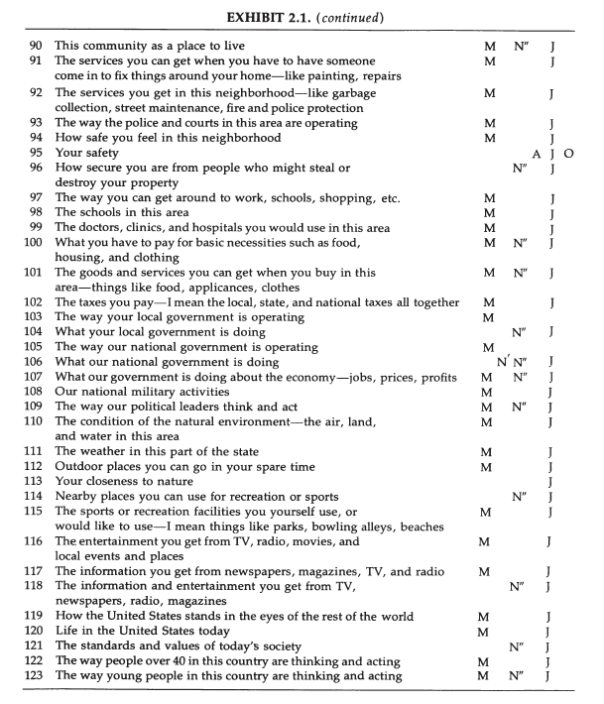 EXHIBIT 2.1. (continued)
90 This community as a place to live M N" J
91 The services you can get when you have to have someone M J
come in to fix things around your home—like painting, repairs
92 The services you get in this neighborhood—like garbage M J
collection, street maintenance, fire and police protection
93 The way the police and courts in this area are operating M J
94 How safe you feel in this neighborhood M J
95 Your safety A J O
96 How secure you are from people who might steal or N" J
destroy your property
97 The way you can get around to work, schools, shopping, etc. M J
98 The schools in this area M J
99 The doctors, clinics, and hospitals you would use in this area M J
100 What you have to pay for basic necessities such as food, M N" J
housing, and clothing
101 The goods and services you can get when you buy in this M N" J
area—things like food, applicances, clothes
102 The taxes you pay—I mean the local, state, and national taxes all together M J
103 The way your local government is operating M
104 What your local government is doing N" J
105 The way our national government is operating M
106 What our national government is doing N' N" J
107 What our government is doing about the economy—jobs, prices, profits M N" J
108 Our national military activities M J
109 The way our political leaders think and act M N" J
110 The condition of the natural environment—the air, land, M J
and water in this area
111 The weather in this part of the state M J
112 Outdoor places you can go in your spare time M J
113 Your closeness to nature J
114 Nearby places you can use for recreation or sports N" J
115 The sports or recreation facilities you yourself use, or M J
would like to use—I mean things like parks, bowling alleys, beaches
116 The entertainment you get from TV, radio, movies, and M J
local events and places
117 The information you get from newspapers, magazines, TV, and radio M J
118 The information and entertainment you get from TV, N" J
newspapers, radio, magazines
119 How the United States stands in the eyes of the rest of the world M J
120 Life in the United States today M J
121 The standards and values of today's society N" J
122 The way people over 40 in this country are thinking and acting M J
123 The way young people in this country are thinking and acting M N" J